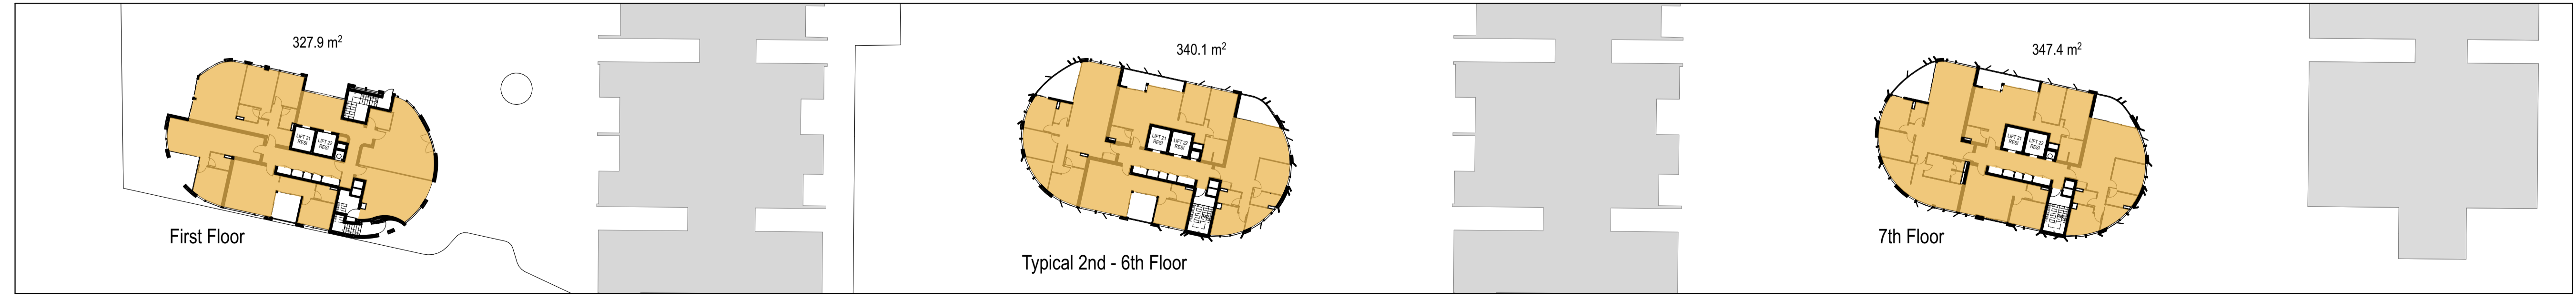 327.9 m²
LIFT 21
RESI
LIFT 22
RESI
First Floor
340.1 m²
LIFT 21
RESI
LIFT 22
RESI
Typical 2nd - 6th Floor
347.4 m²
LIFT 21
RESI
LIFT 22
RESI
7th Floor